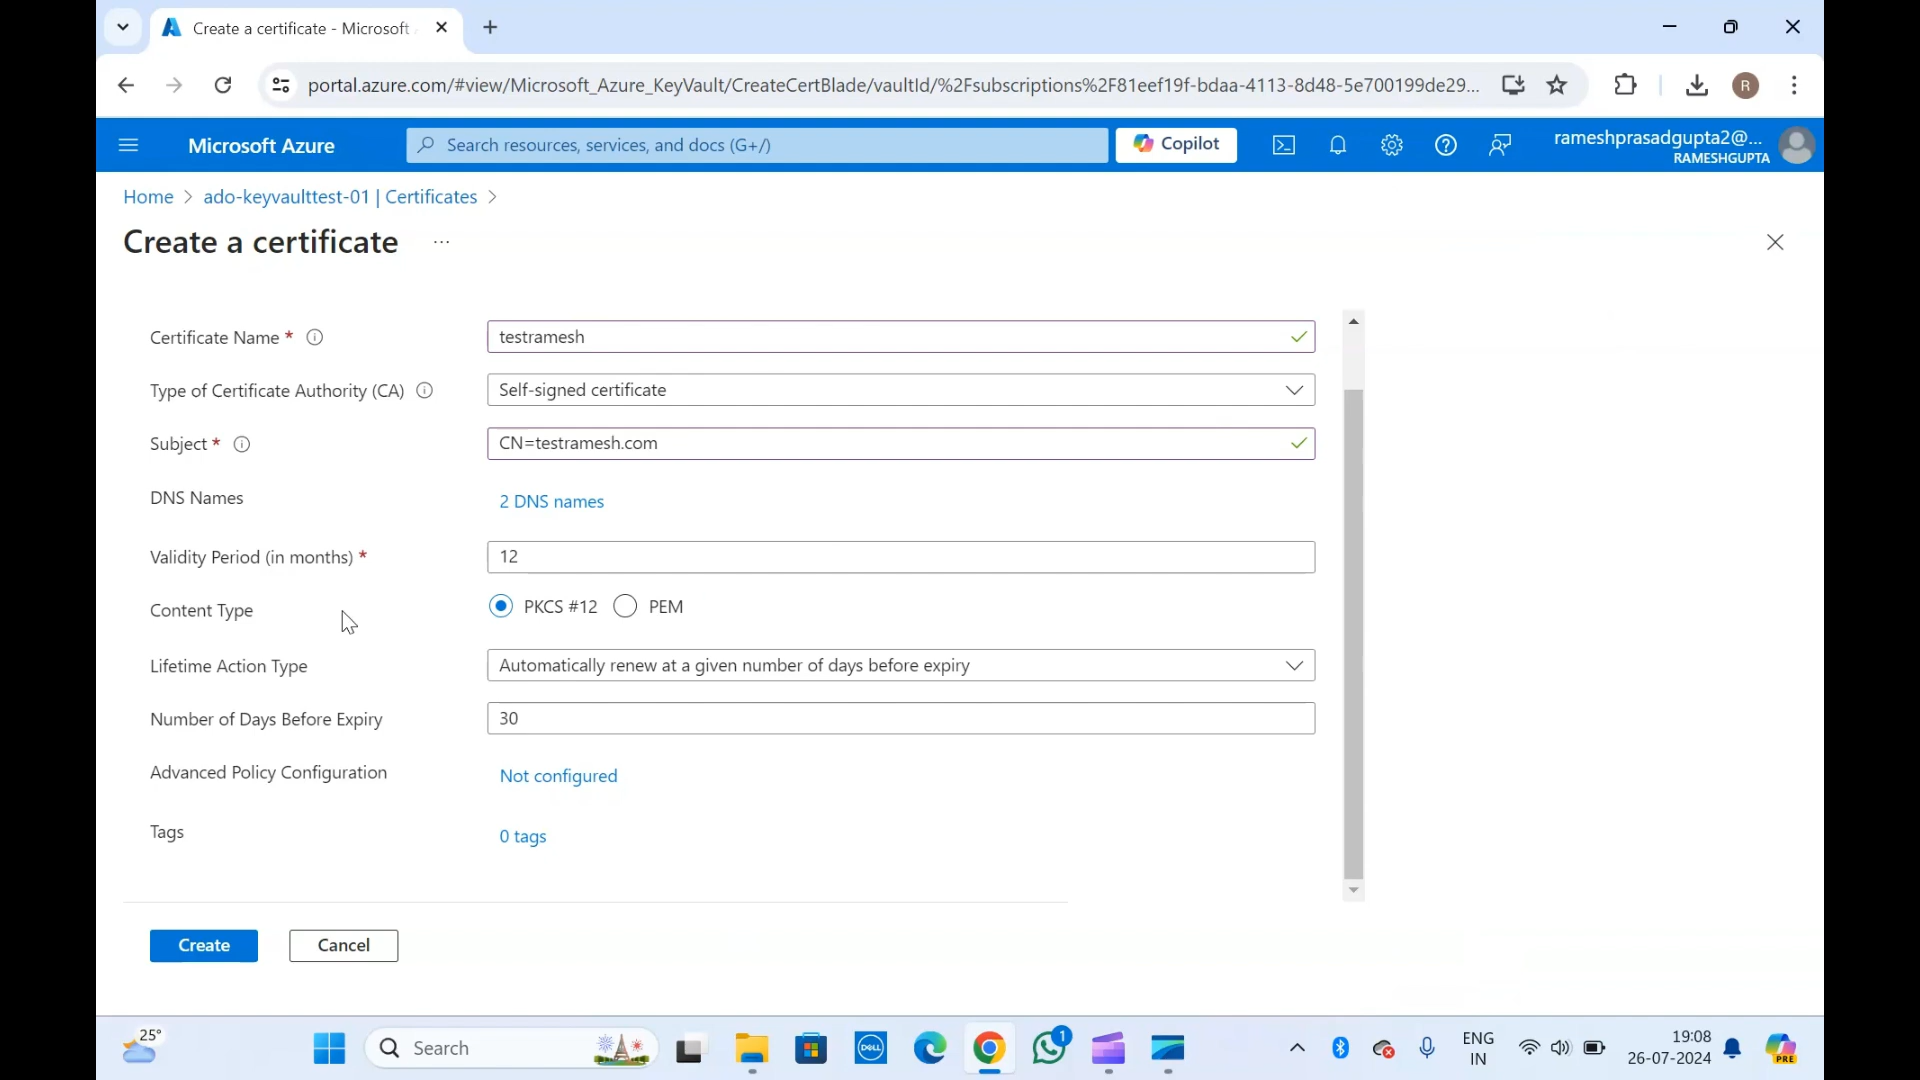 Create a certificate - Microsoft
portal.azure.com/#view/Microsoft_Azure_KeyVault/CreateCertBlade/vaultId/%2Fsubscriptions%2F81eef19f-bdaa-4113-8d48-5e700199de29...
R
Microsoft Azure
Search resources, services, and docs (G+/)
Copilot
rameshprasadgupta2@...
RAMESHGUPTA
Home > ado-keyvaulttest-01 | Certificates >
Create a certificate ...
Certificate Name * testramesh
Type of Certificate Authority (CA) Self-signed certificate
Subject * CN=testramesh.com
DNS Names 2 DNS names
Validity Period (in months) * 12
Content Type PKCS #12 PEM
Lifetime Action Type Automatically renew at a given number of days before expiry
Number of Days Before Expiry 30
Advanced Policy Configuration Not configured
Tags 0 tags
Create Cancel
25°
Search
DELL
1
ENG
IN
19:08
26-07-2024
PRE